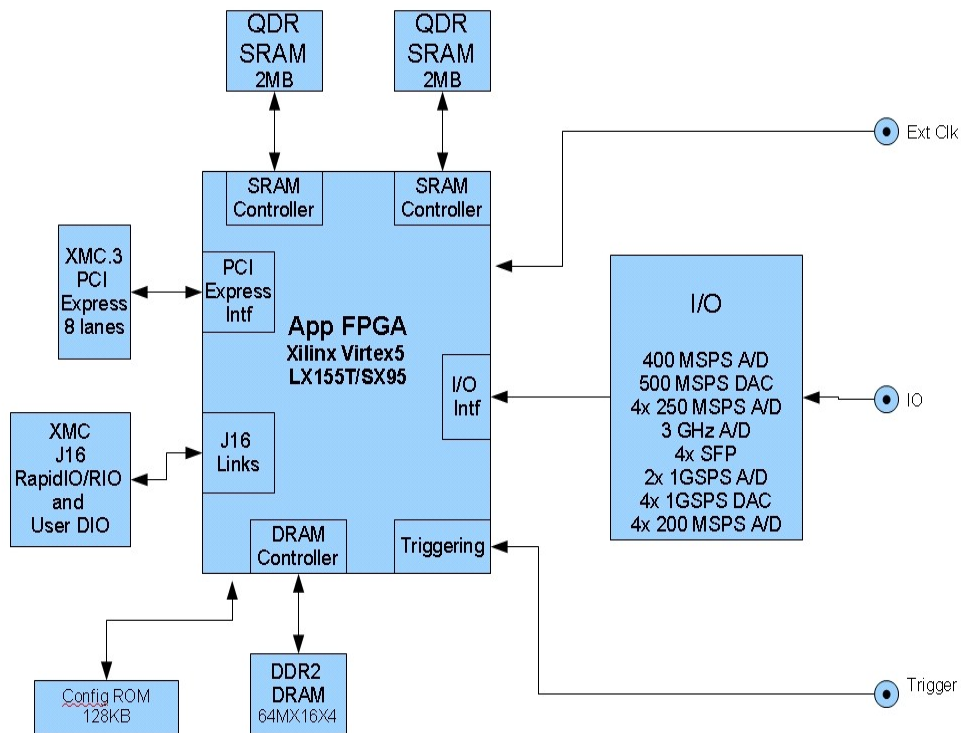 QDR
SRAM
2MB
QDR
SRAM
2MB
Ext Clk
SRAM
Controller
SRAM
Controller
XMC.3
PCI
Express
8 lanes
PCI
Express
Intf
App FPGA
Xilinx Virtex5
LX155T/SX95
I/O
Intf
I/O
400 MSPS A/D
500 MSPS DAC
4x 250 MSPS A/D
3 GHz A/D
4x SFP
2x 1GSPS A/D
4x 1GSPS DAC
4x 200 MSPS A/D
IO
XMC
J16
RapidIO/RIO
and
User DIO
J16
Links
DRAM
Controller
Triggering
Config ROM
128KB
DDR2
DRAM
64MX16X4
Trigger